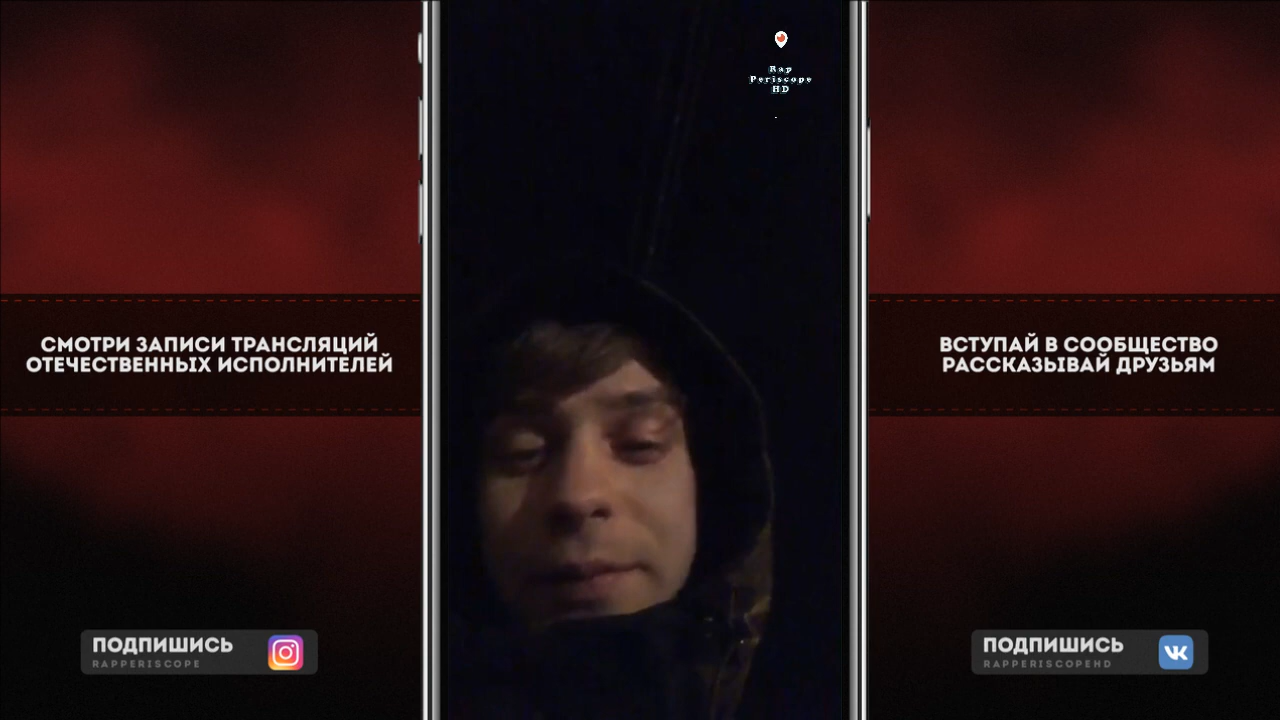 Rap
Periscope
HD
СМОТРИ ЗАПИСИ ТРАНСЛЯЦИЙ
ОТЕЧЕСТВЕННЫХ ИСПОЛНИТЕЛЕЙ
ВСТУПАЙ В СООБЩЕСТВО
РАССКАЗЫВАЙ ДРУЗЬЯМ
ПОДПИШИСЬ
RAPPERISCOPE
ПОДПИШИСЬ
RAPPERISCOPEHD